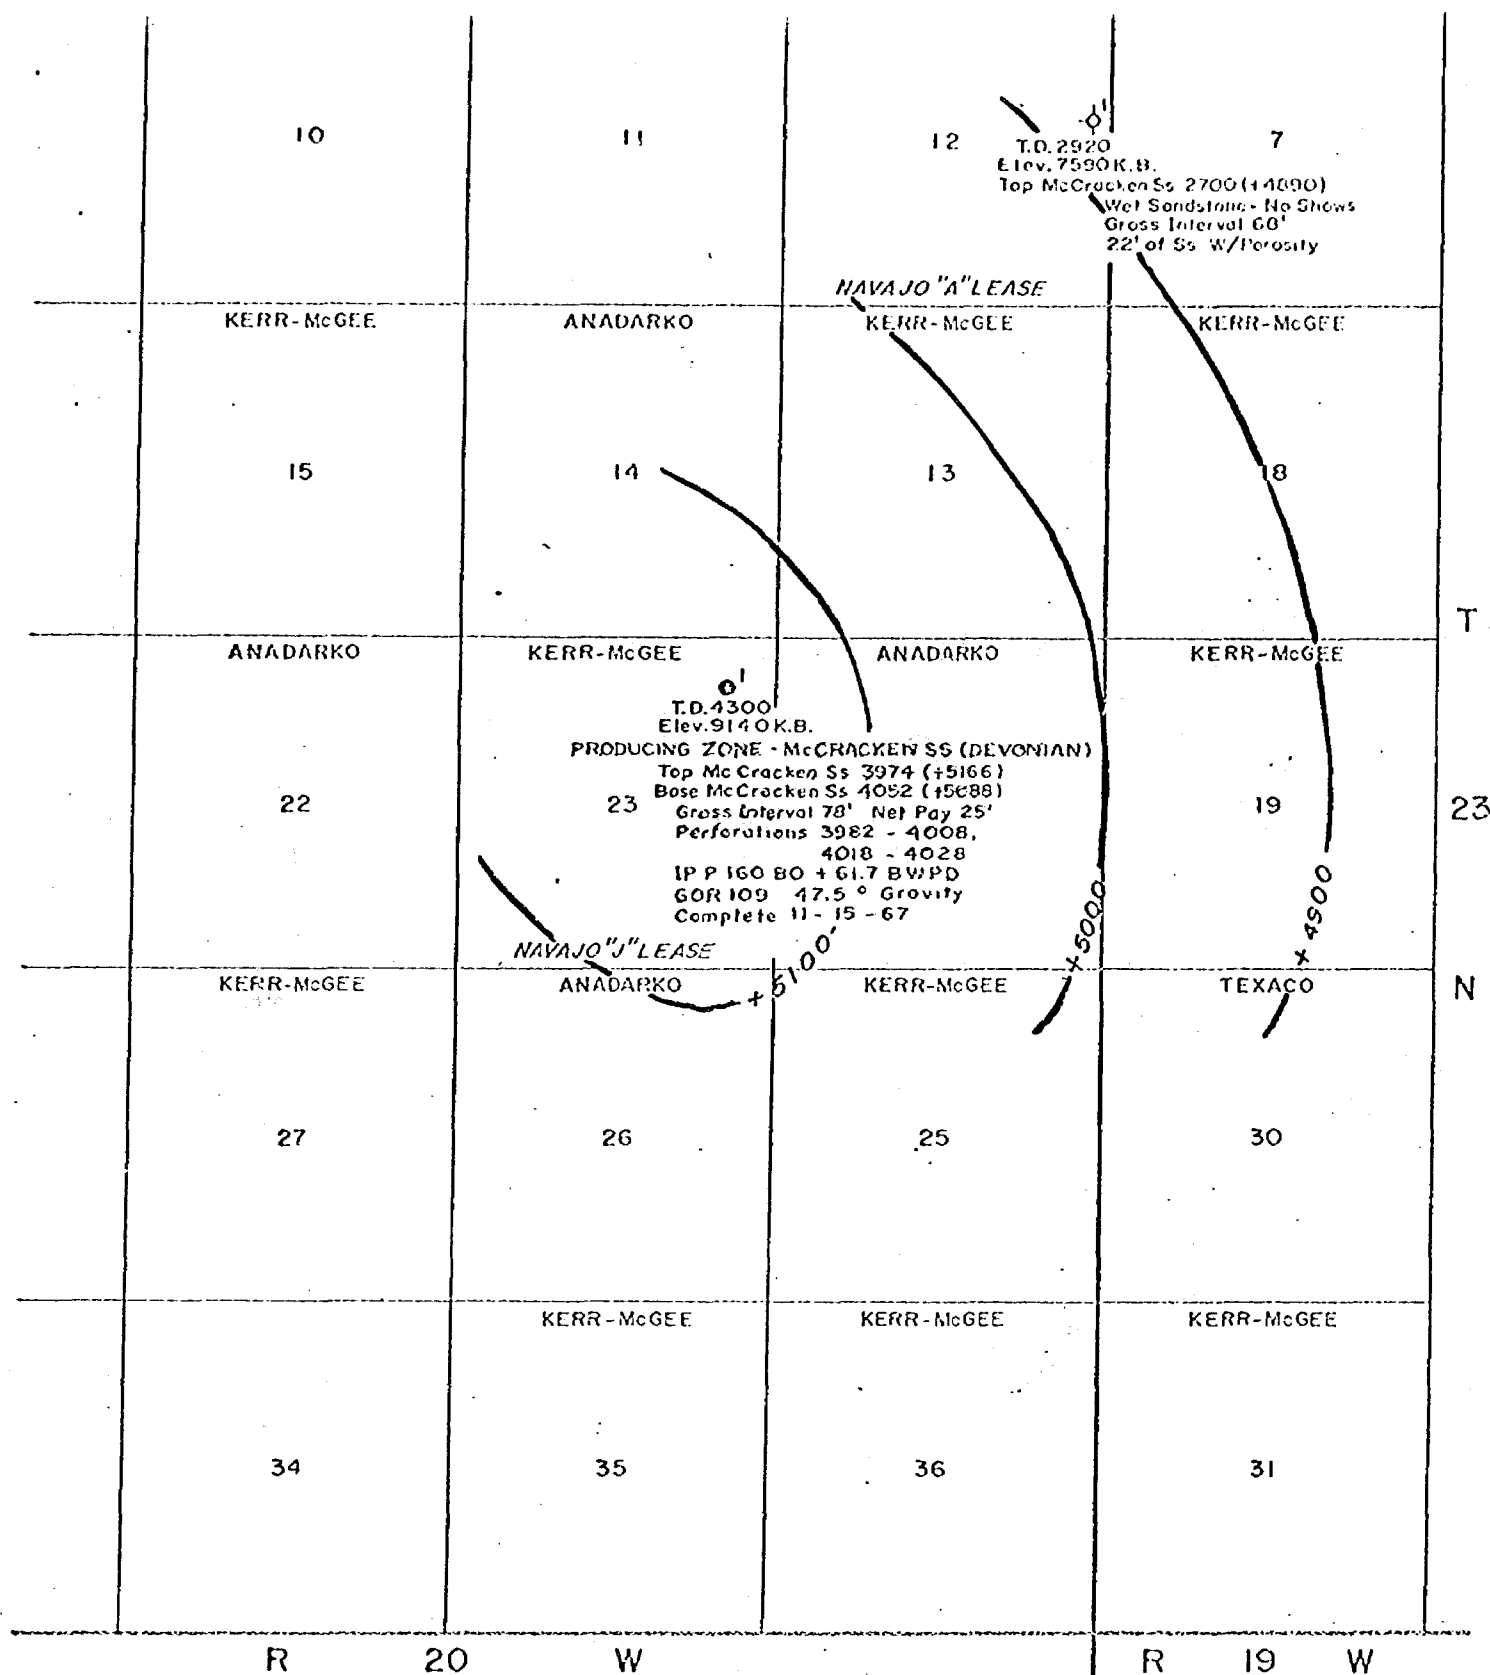 10
11
12
7
1
T.D. 2920
Elev. 7590 K.B.
Top McCracken Ss 2700 (+4890)
Wet Sandstone - No Shows
Gross Interval 68'
22' of Ss W/Porosity
NAVAJO "A" LEASE
KERR-McGEE
ANADARKO
KERR-McGEE
KERR-McGEE
15
14
13
18
T
ANADARKO
KERR-McGEE
ANADARKO
KERR-McGEE
1
T.D. 4300
Elev. 9140 K.B.
PRODUCING ZONE - McCRACKEN SS (DEVONIAN)
Top McCracken Ss 3974 (+5166)
Base McCracken Ss 4052 (+5688)
Gross Interval 78' Net Pay 25'
Perforations 3982 - 4008,
4018 - 4028
IP P 160 BO + 61.7 BWPD
GOR 109 47.5 ° Gravity
Complete 11-15-67
22
23
19
23
NAVAJO "J" LEASE
+5100
+5000
+4900
KERR-McGEE
ANADARKO
KERR-McGEE
TEXACO
N
27
26
25
30
KERR-McGEE
KERR-McGEE
KERR-McGEE
34
35
36
31
R 20 W
R 19 W